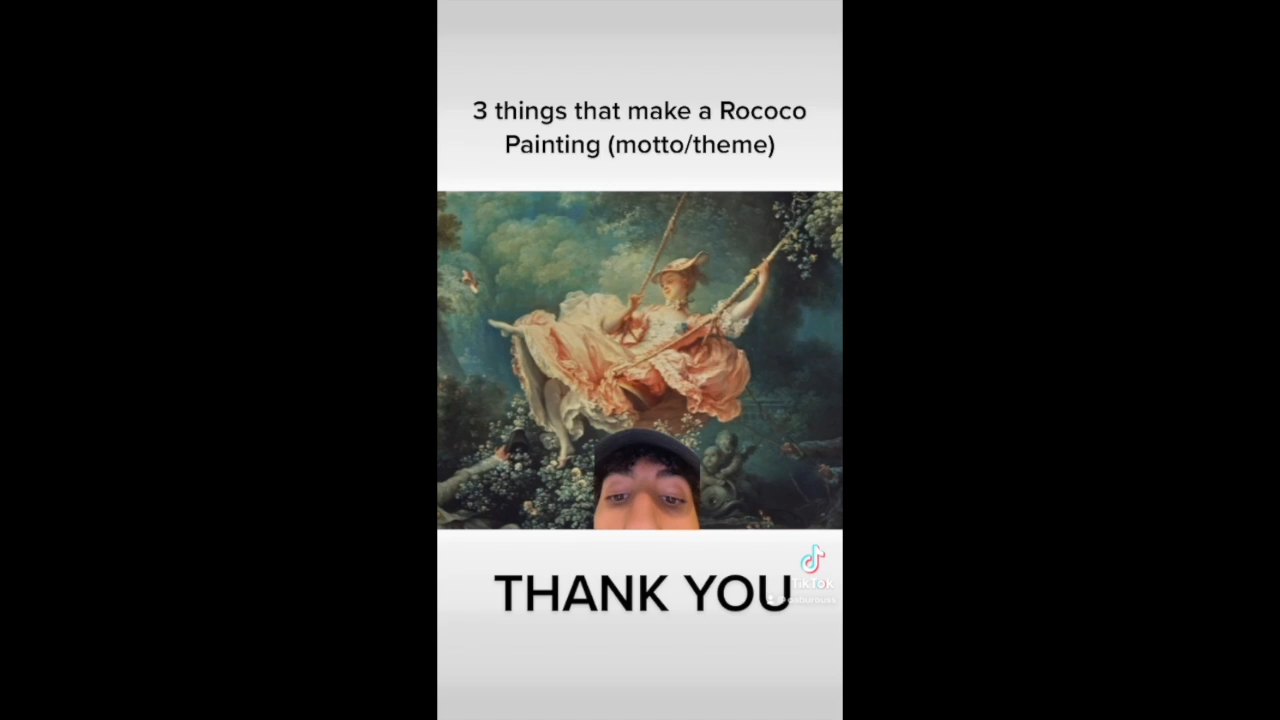 3 things that make a Rococo
Painting (motto/theme)
THANK YOU
TikTok